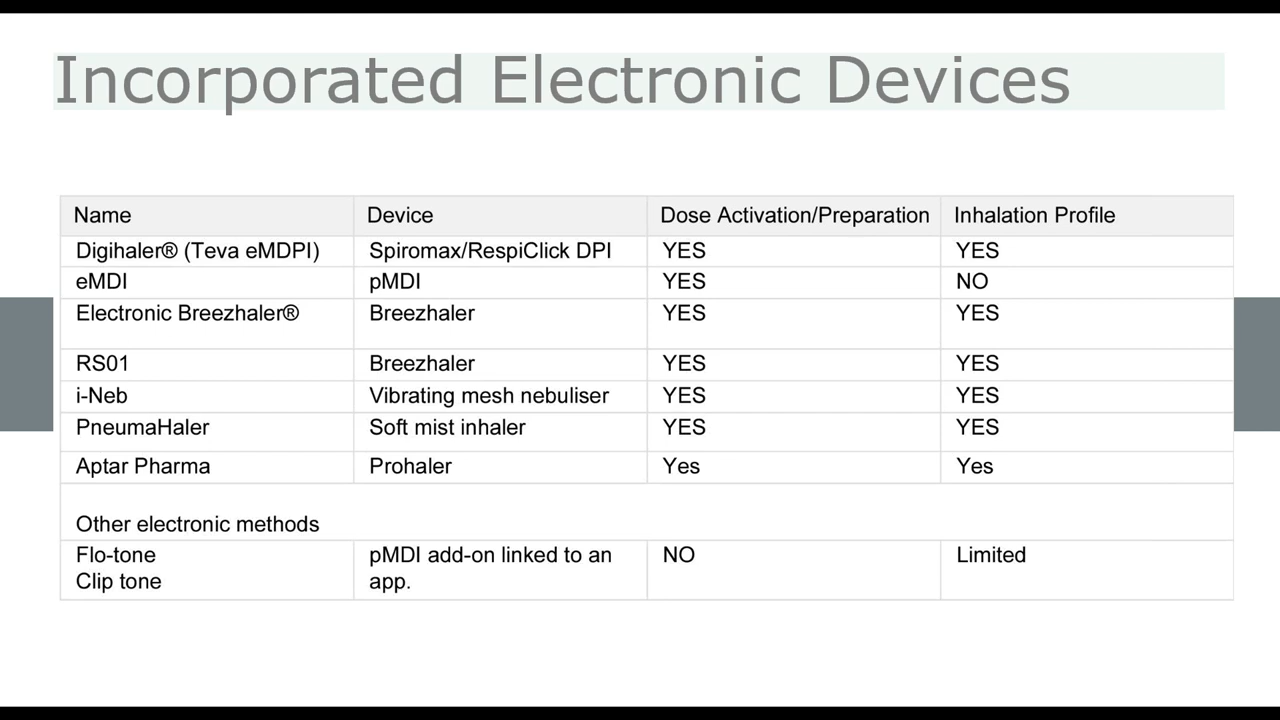 Incorporated Electronic Devices
Name Device Dose Activation/Preparation Inhalation Profile
Digihaler® (Teva eMDPI) Spiromax/RespiClick DPI YES YES
eMDI pMDI YES NO
Electronic Breezhaler® Breezhaler YES YES
RS01 Breezhaler YES YES
i-Neb Vibrating mesh nebuliser YES YES
PneumaHaler Soft mist inhaler YES YES
Aptar Pharma Prohaler Yes Yes
Other electronic methods
Flo-tone pMDI add-on linked to an NO Limited
Clip tone app.